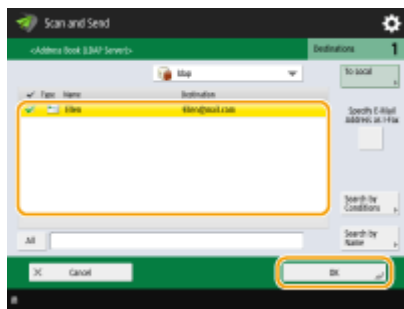 Scan and Send
<Address Book (LDAP Server)>
Destinations 1
ldap
To Local
Type Name Destination
Specify E-Mail
Address as I-Fax
Search by
Conditions
All
Search by
Name
Cancel
OK